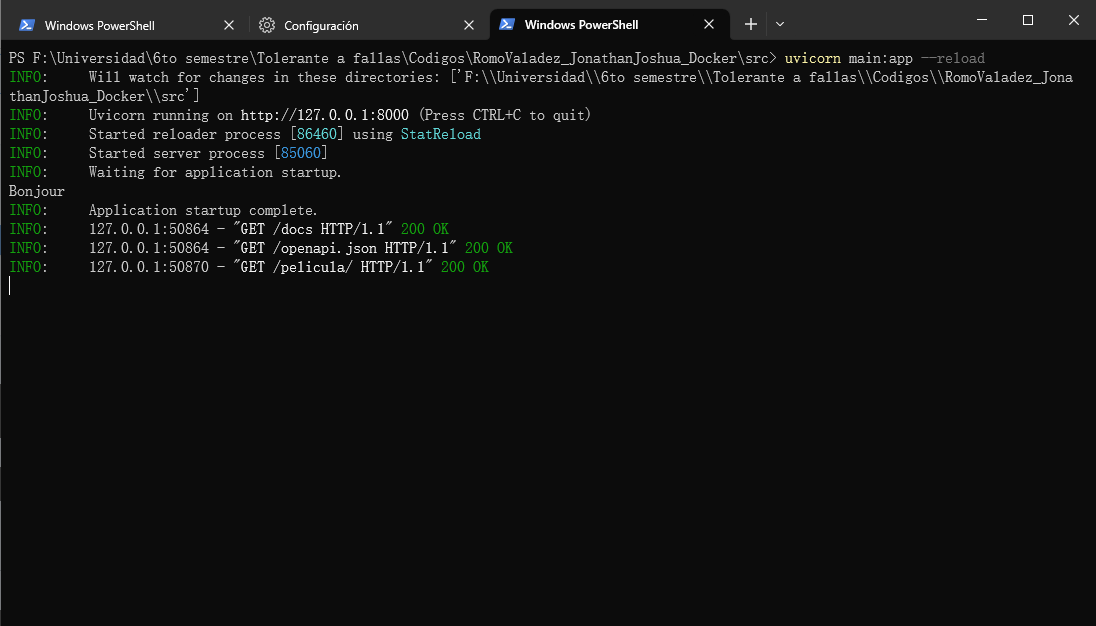 Windows PowerShell
Configuración
Windows PowerShell
PS F:\Universidad\6to semestre\Tolerante a fallas\Codigos\RomoValadez_JonathanJoshua_Docker\src> uvicorn main:app --reload
INFO:     Will watch for changes in these directories: ['F:\\Universidad\\6to semestre\\Tolerante a fallas\\Codigos\\RomoValadez_Jona
thanJoshua_Docker\\src']
INFO:     Uvicorn running on http://127.0.0.1:8000 (Press CTRL+C to quit)
INFO:     Started reloader process [86460] using StatReload
INFO:     Started server process [85060]
INFO:     Waiting for application startup.
Bonjour
INFO:     Application startup complete.
INFO:     127.0.0.1:50864 - "GET /docs HTTP/1.1" 200 OK
INFO:     127.0.0.1:50864 - "GET /openapi.json HTTP/1.1" 200 OK
INFO:     127.0.0.1:50870 - "GET /pelicula/ HTTP/1.1" 200 OK